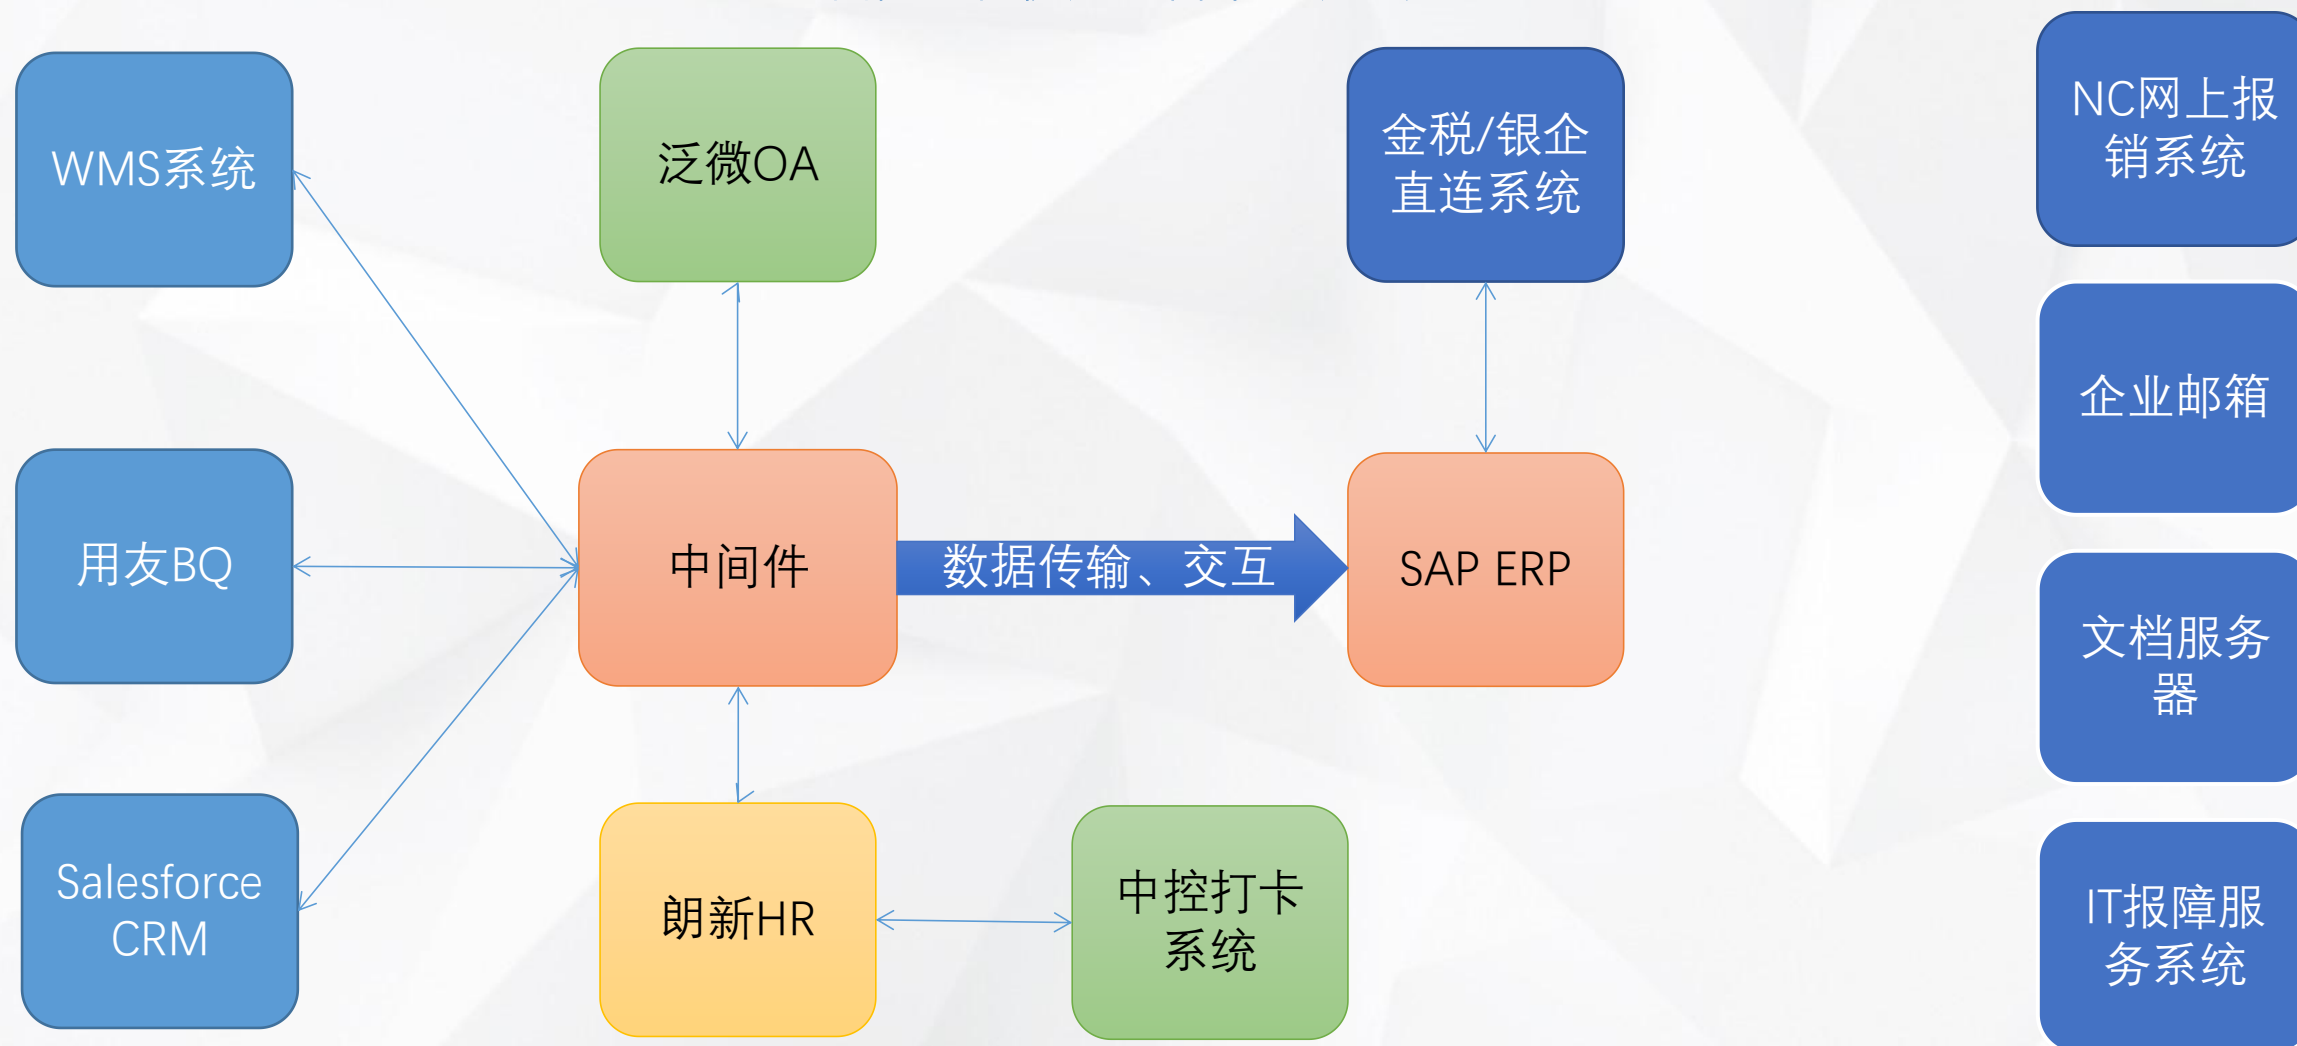 WMS系统
泛微OA
金税/银企
直连系统
NC网上报
销系统
企业邮箱
用友BQ
中间件
数据传输、交互
SAP ERP
文档服务
器
Salesforce
CRM
朗新HR
中控打卡
系统
IT报障服
务系统